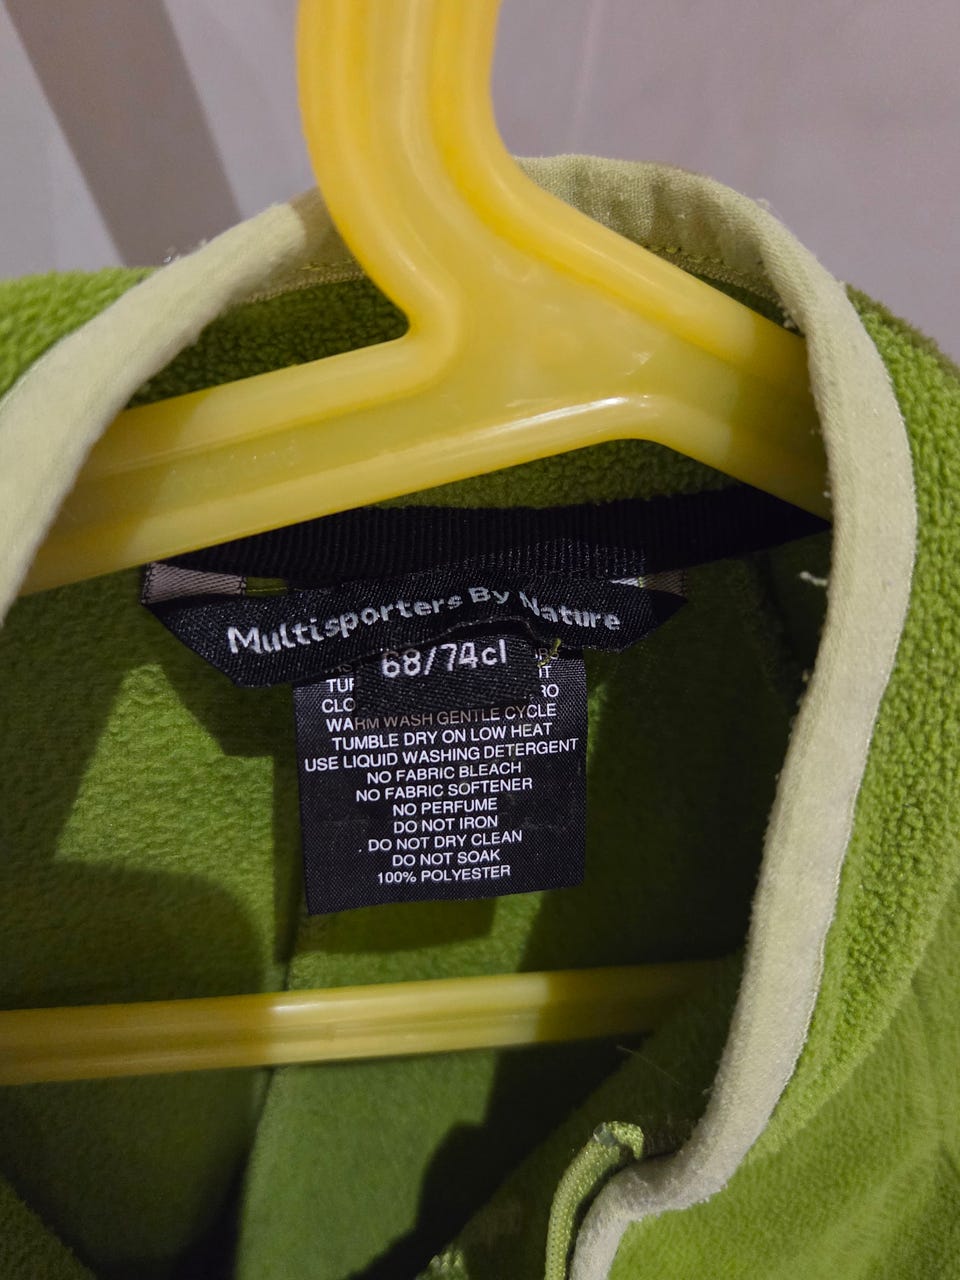 Multisporters By Nature
68/74cl
WARM WASH GENTLE CYCLE
TUMBLE DRY ON LOW HEAT
USE LIQUID WASHING DETERGENT
NO FABRIC BLEACH
NO FABRIC SOFTENER
NO PERFUME
DO NOT IRON
DO NOT DRY CLEAN
DO NOT SOAK
100% POLYESTER